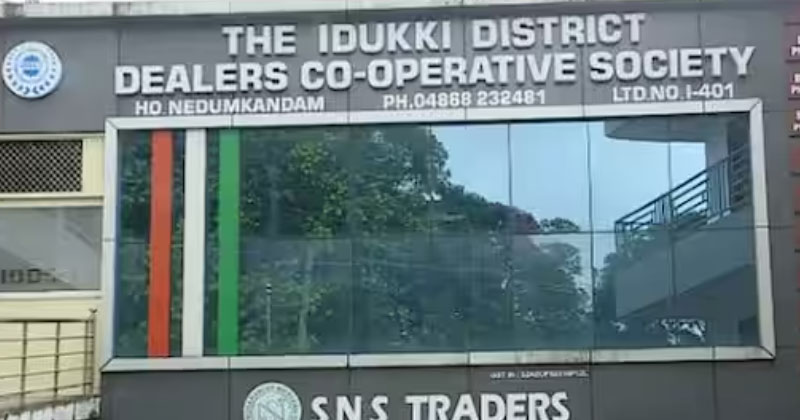 THE IDUKKI DISTRICT
DEALERS CO-OPERATIVE SOCIETY
HO.NEDUMKANDAM PH.04868 232481 LTD.NO.I-401
S.N.S. TRADERS